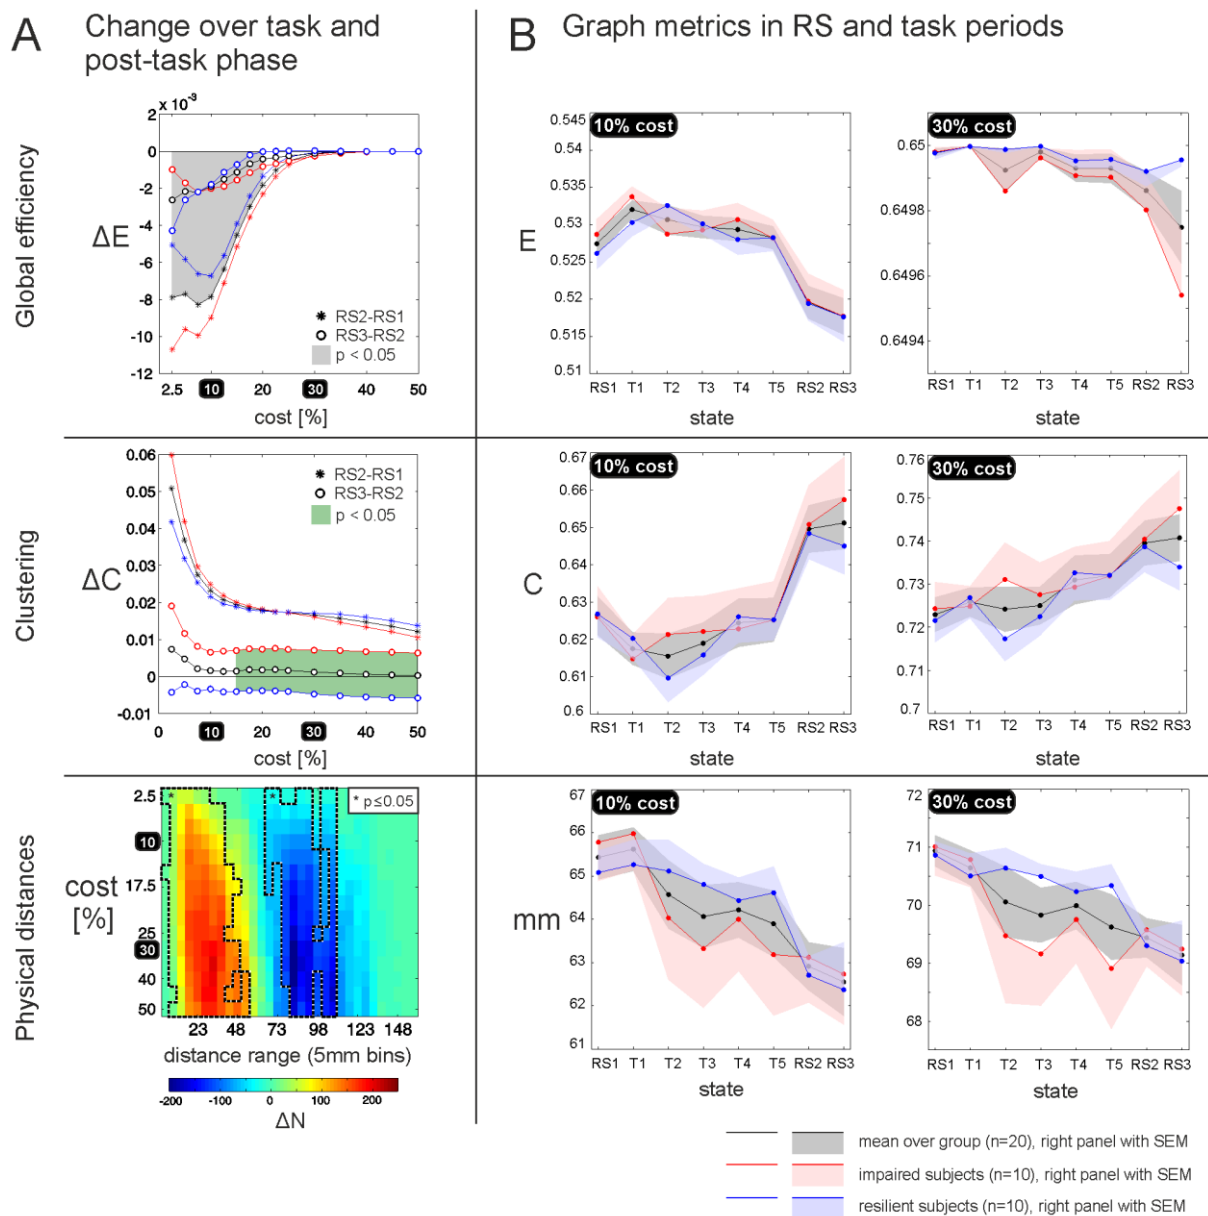 A
Change over task and
post-task phase
B
Graph metrics in RS and task periods
Global efficiency
x 10⁻³
2
0
-2
-4
-6
-8
-10
-12
ΔE
RS2-RS1
RS3-RS2
p < 0.05
2.5 10 20 30 40 50
cost [%]
10% cost
0.545
0.54
0.535
0.53
0.525
0.52
0.515
0.51
E
RS1 T1 T2 T3 T4 T5 RS2 RS3
state
30% cost
0.65
0.6498
0.6496
0.6494
RS1 T1 T2 T3 T4 T5 RS2 RS3
state
Clustering
0.06
0.05
0.04
0.03
0.02
0.01
0
-0.01
ΔC
RS2-RS1
RS3-RS2
p < 0.05
0 10 20 30 40 50
cost [%]
10% cost
0.67
0.66
0.65
0.64
0.63
0.62
0.61
0.6
C
RS1 T1 T2 T3 T4 T5 RS2 RS3
state
30% cost
0.76
0.75
0.74
0.73
0.72
0.71
0.7
RS1 T1 T2 T3 T4 T5 RS2 RS3
state
Physical distances
* p≤0.05
*
*
2.5
10
17.5
25
30
40
50
cost
[%]
23 48 73 98 123 148
distance range (5mm bins)
-200 -100 0 100 200
ΔN
10% cost
67
66
65
64
63
62
61
mm
RS1 T1 T2 T3 T4 T5 RS2 RS3
state
30% cost
72
71
70
69
68
RS1 T1 T2 T3 T4 T5 RS2 RS3
state
mean over group (n=20), right panel with SEM
impaired subjects (n=10), right panel with SEM
resilient subjects (n=10), right panel with SEM